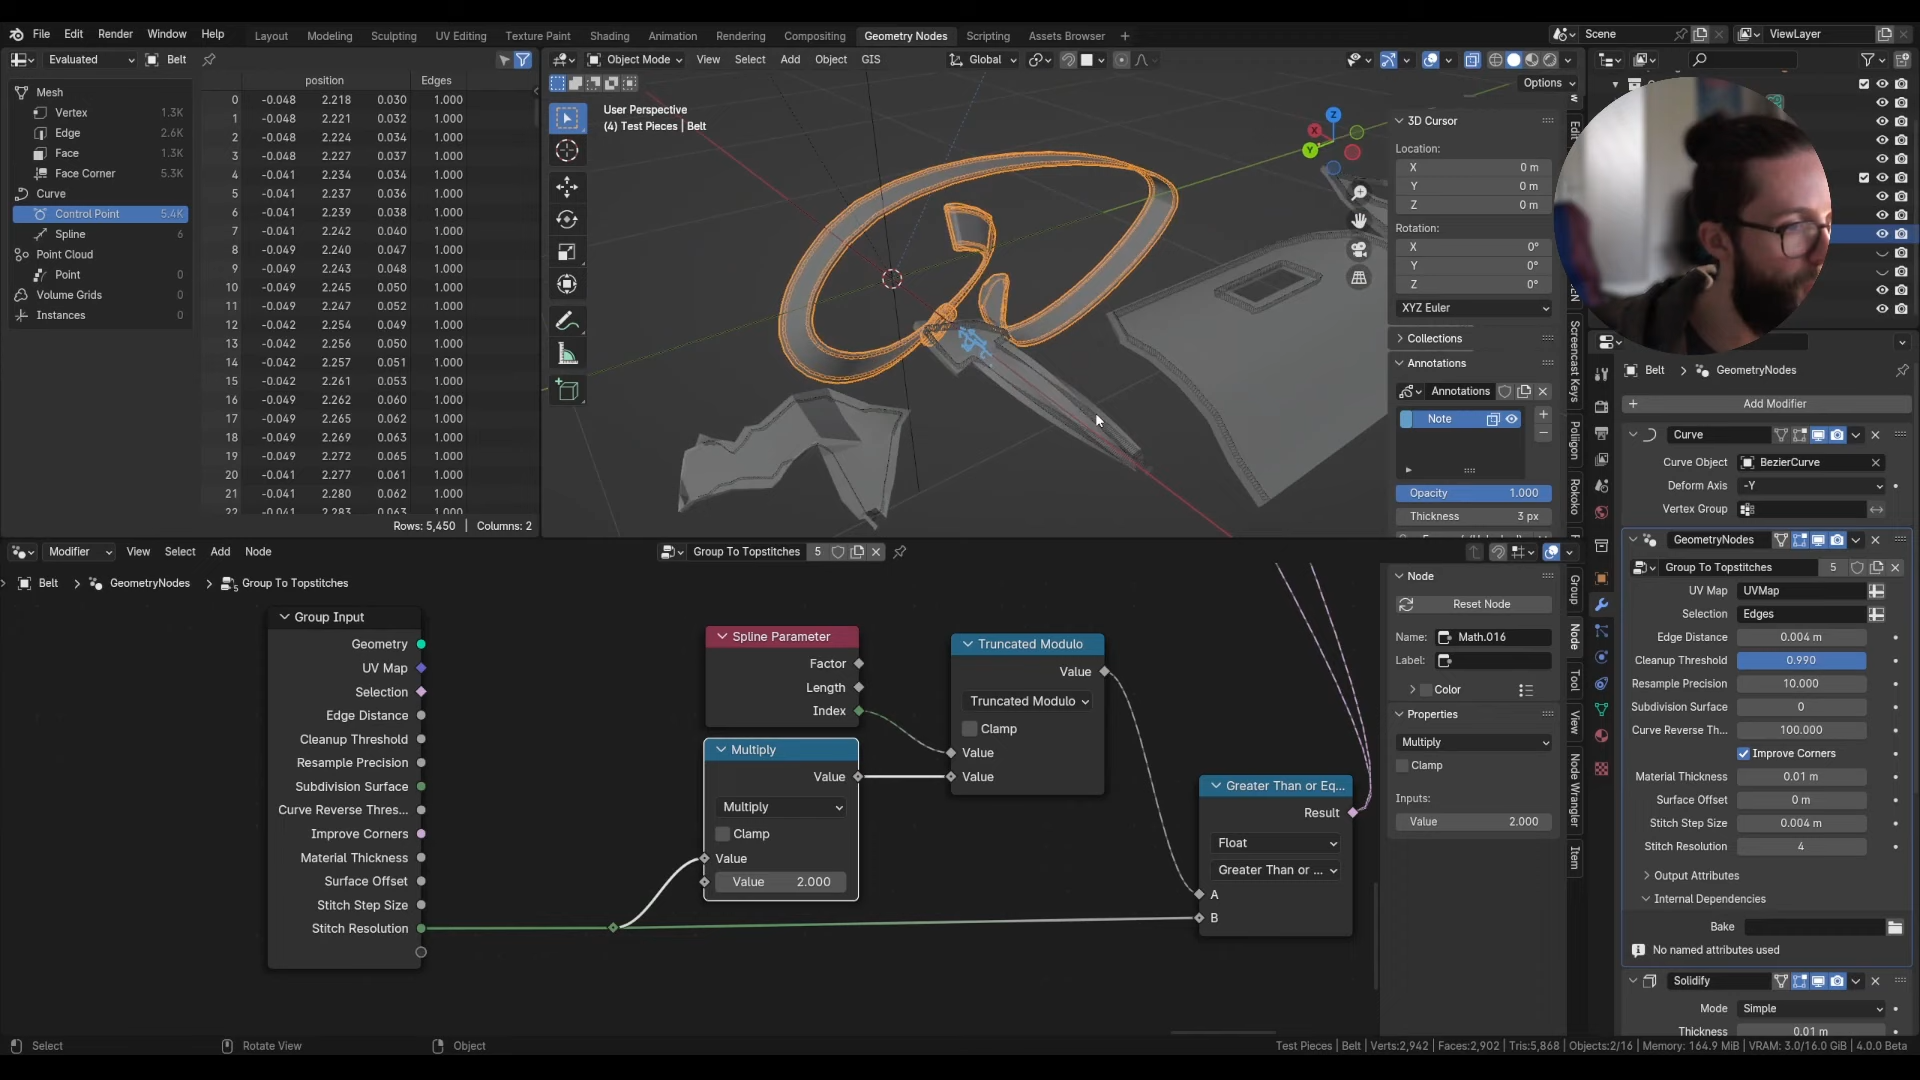 File Edit Render Window Help
Layout Modeling Sculpting UV Editing Texture Paint Shading Animation Rendering Compositing Geometry Nodes Scripting Assets Browser +
Scene
ViewLayer
Evaluated Belt
Object Mode View Select Add Object GIS
Global
Options
position Edges
Mesh
Vertex 1.3K
Edge 2.6K
Face 1.3K
Face Corner 5.3K
Curve
Control Point 5.4K
Spline 6
Point Cloud
Point 0
Volume Grids 0
Instances 0
0 -0.048 2.218 0.030 1.000
1 -0.048 2.221 0.032 1.000
2 -0.048 2.224 0.034 1.000
3 -0.048 2.227 0.037 1.000
4 -0.041 2.234 0.034 1.000
5 -0.041 2.237 0.036 1.000
6 -0.041 2.239 0.038 1.000
7 -0.041 2.242 0.040 1.000
8 -0.049 2.240 0.047 1.000
9 -0.049 2.243 0.048 1.000
10 -0.049 2.245 0.050 1.000
11 -0.049 2.247 0.052 1.000
12 -0.042 2.254 0.049 1.000
13 -0.042 2.256 0.050 1.000
14 -0.042 2.257 0.051 1.000
15 -0.042 2.261 0.053 1.000
16 -0.049 2.262 0.060 1.000
17 -0.049 2.265 0.062 1.000
18 -0.049 2.269 0.063 1.000
19 -0.049 2.272 0.065 1.000
20 -0.041 2.277 0.061 1.000
21 -0.041 2.280 0.062 1.000
22 -0.041 2.283 0.063 1.000
Rows: 5,450 | Columns: 2
User Perspective
(4) Test Pieces | Belt
X
Y
Z
3D Cursor
Location:
X 0 m
Y 0 m
Z 0 m
Rotation:
X 0°
Y 0°
Z 0°
XYZ Euler
Collections
Annotations
Annotations
Note
Opacity 1.000
Thickness 3 px
Screencast Keys
Poliigon
Rokoko
Belt GeometryNodes
Add Modifier
Curve
Curve Object BezierCurve
Deform Axis -Y
Vertex Group
GeometryNodes
Group To Topstitches 5
UV Map UVMap
Selection Edges
Edge Distance 0.004 m
Cleanup Threshold 0.990
Resample Precision 10.000
Subdivision Surface 0
Curve Reverse Th... 100.000
Improve Corners
Material Thickness 0.01 m
Surface Offset 0 m
Stitch Step Size 0.004 m
Stitch Resolution 4
Output Attributes
Internal Dependencies
Bake
No named attributes used
Solidify
Mode Simple
Thickness 0.01 m
Modifier View Select Add Node
Group To Topstitches 5
Belt GeometryNodes Group To Topstitches
Group Input
Geometry
UV Map
Selection
Edge Distance
Cleanup Threshold
Resample Precision
Subdivision Surface
Curve Reverse Thres...
Improve Corners
Material Thickness
Surface Offset
Stitch Step Size
Stitch Resolution
Spline Parameter
Factor
Length
Index
Multiply
Value
Multiply
Clamp
Value
Value 2.000
Truncated Modulo
Value
Truncated Modulo
Clamp
Value
Value
Greater Than or Eq...
Result
Float
Greater Than or ...
A
B
Node
Reset Node
Name: Math.016
Label:
Color
Properties
Multiply
Clamp
Inputs:
Value 2.000
Group
Node
Tool
View
Node Wrangler
Item
Select
Rotate View
Object
Test Pieces | Belt | Verts:2,942 | Faces:2,902 | Tris:5,868 | Objects:2/16 | Memory: 164.9 MiB | VRAM: 3.0/16.0 GiB | 4.0.0 Beta